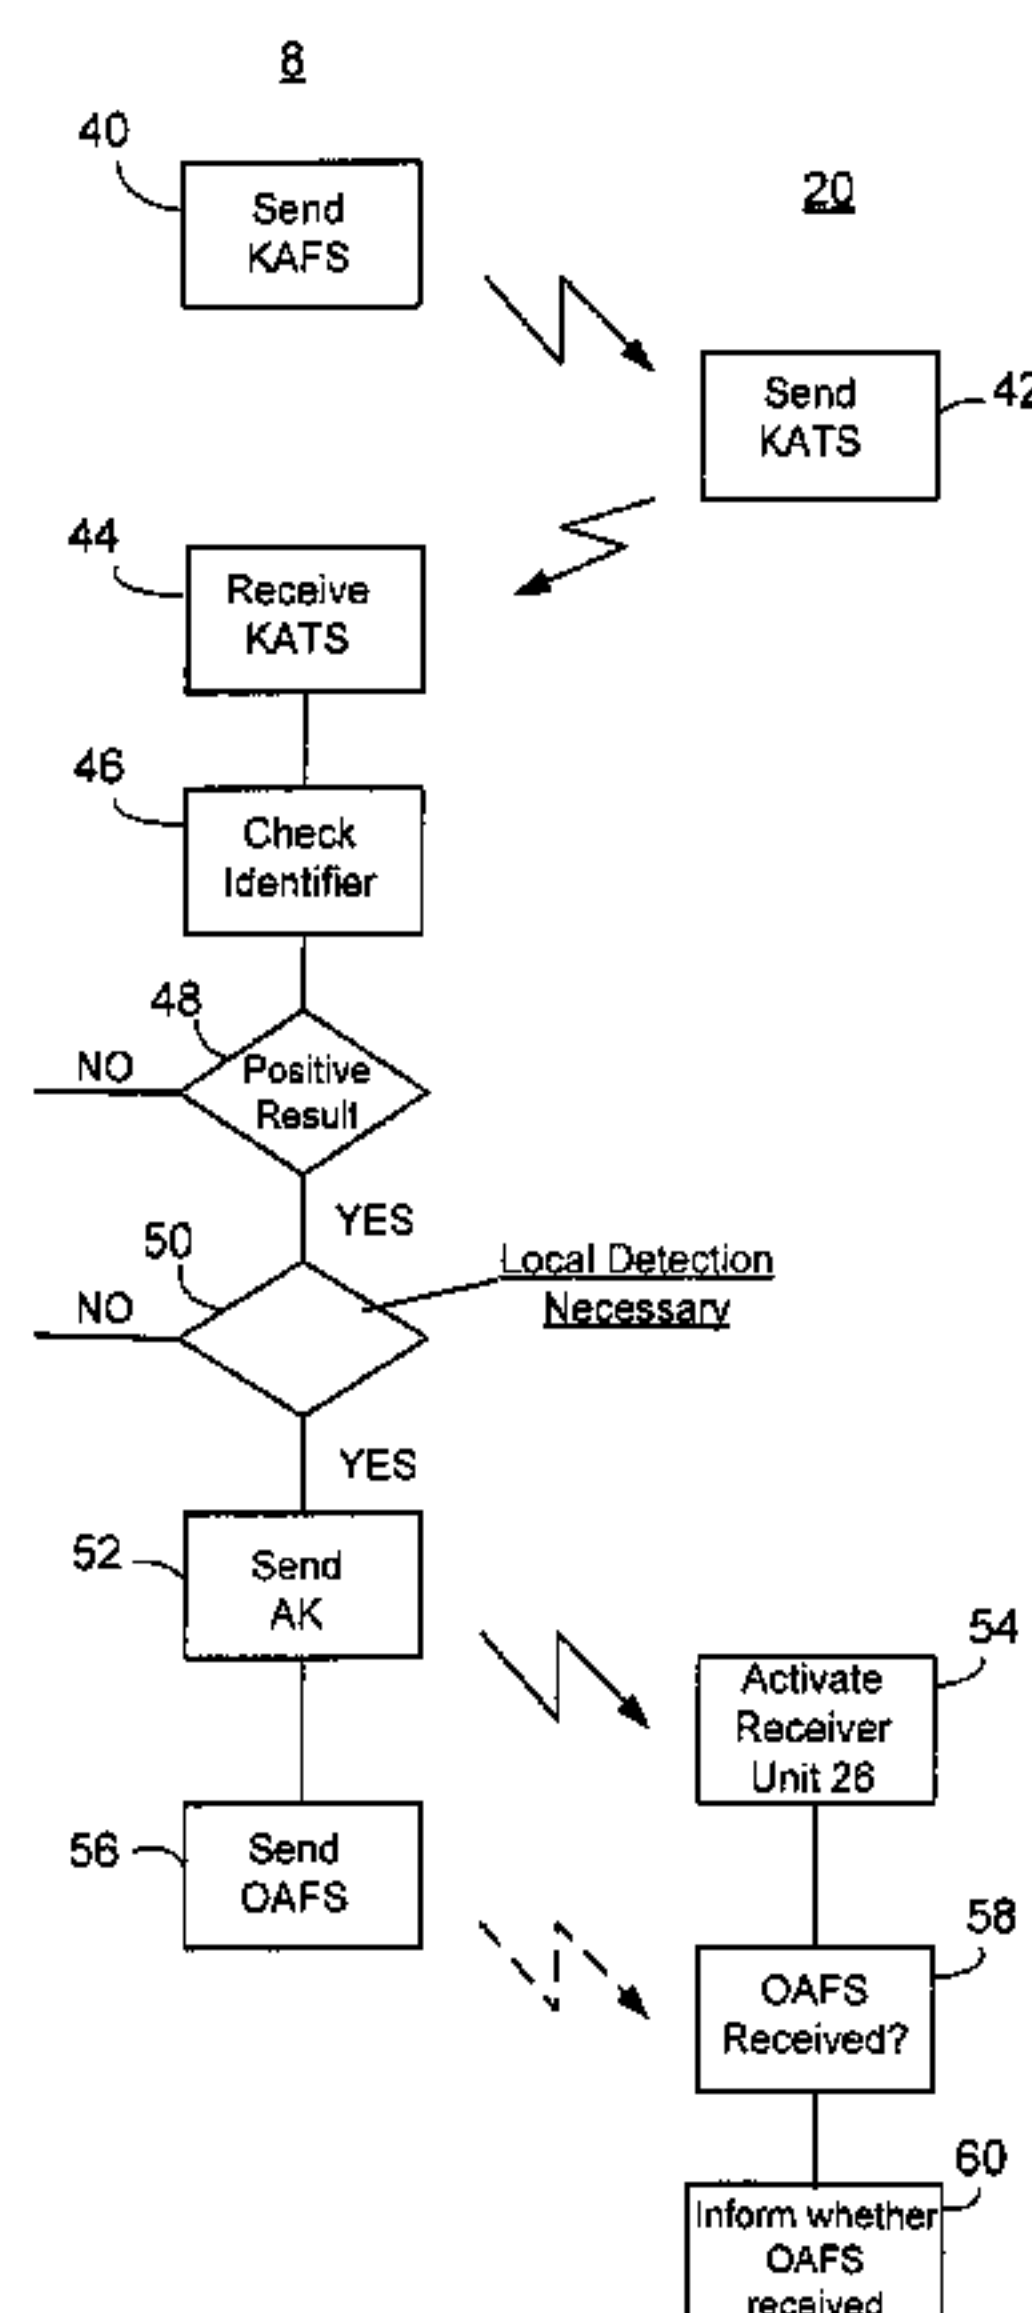 8
40
Send
KAFS
20
Send
KATS
42
44
Receive
KATS
46
Check
Identifier
48
NO
Positive
Result
YES
50
NO
Local Detection
Necessary
YES
52
Send
AK
54
Activate
Receiver
Unit 26
56
Send
OAFS
58
OAFS
Received?
60
Inform whether
OAFS
received